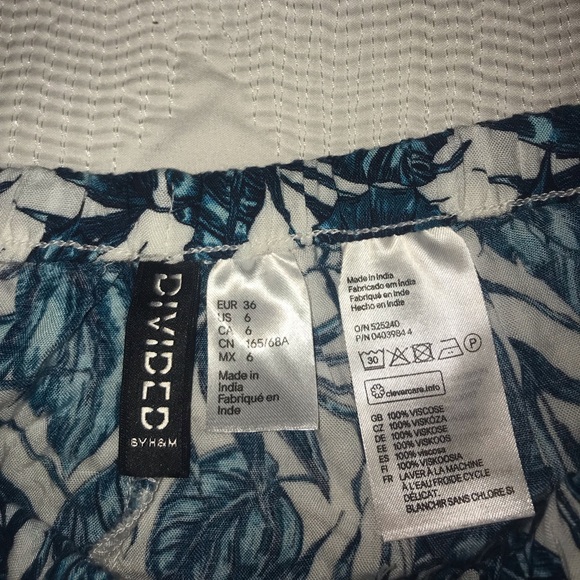 DIVIDED
BY H&M
EUR 36
US 6
CA 6
CN 165/68A
MX 6
Made in
India
Fabriqué en
Inde
Made in India
Fabricado em Índia
Fabriqué en Inde
Hecho en India
O/N 525240
P/N 0403984 4
30
P
clevercare.info
GB 100% VISCOSE
CZ 100% VISKÓZA
DE 100% VISKOSE
EE 100% VISKOOS
ES 100% viscosa
FI 100% VISKOOSIA
FR LAVER À LA MACHINE
À L'EAU FROIDE CYCLE
DÉLICAT.
BLANCHIR SANS CHLORE SI